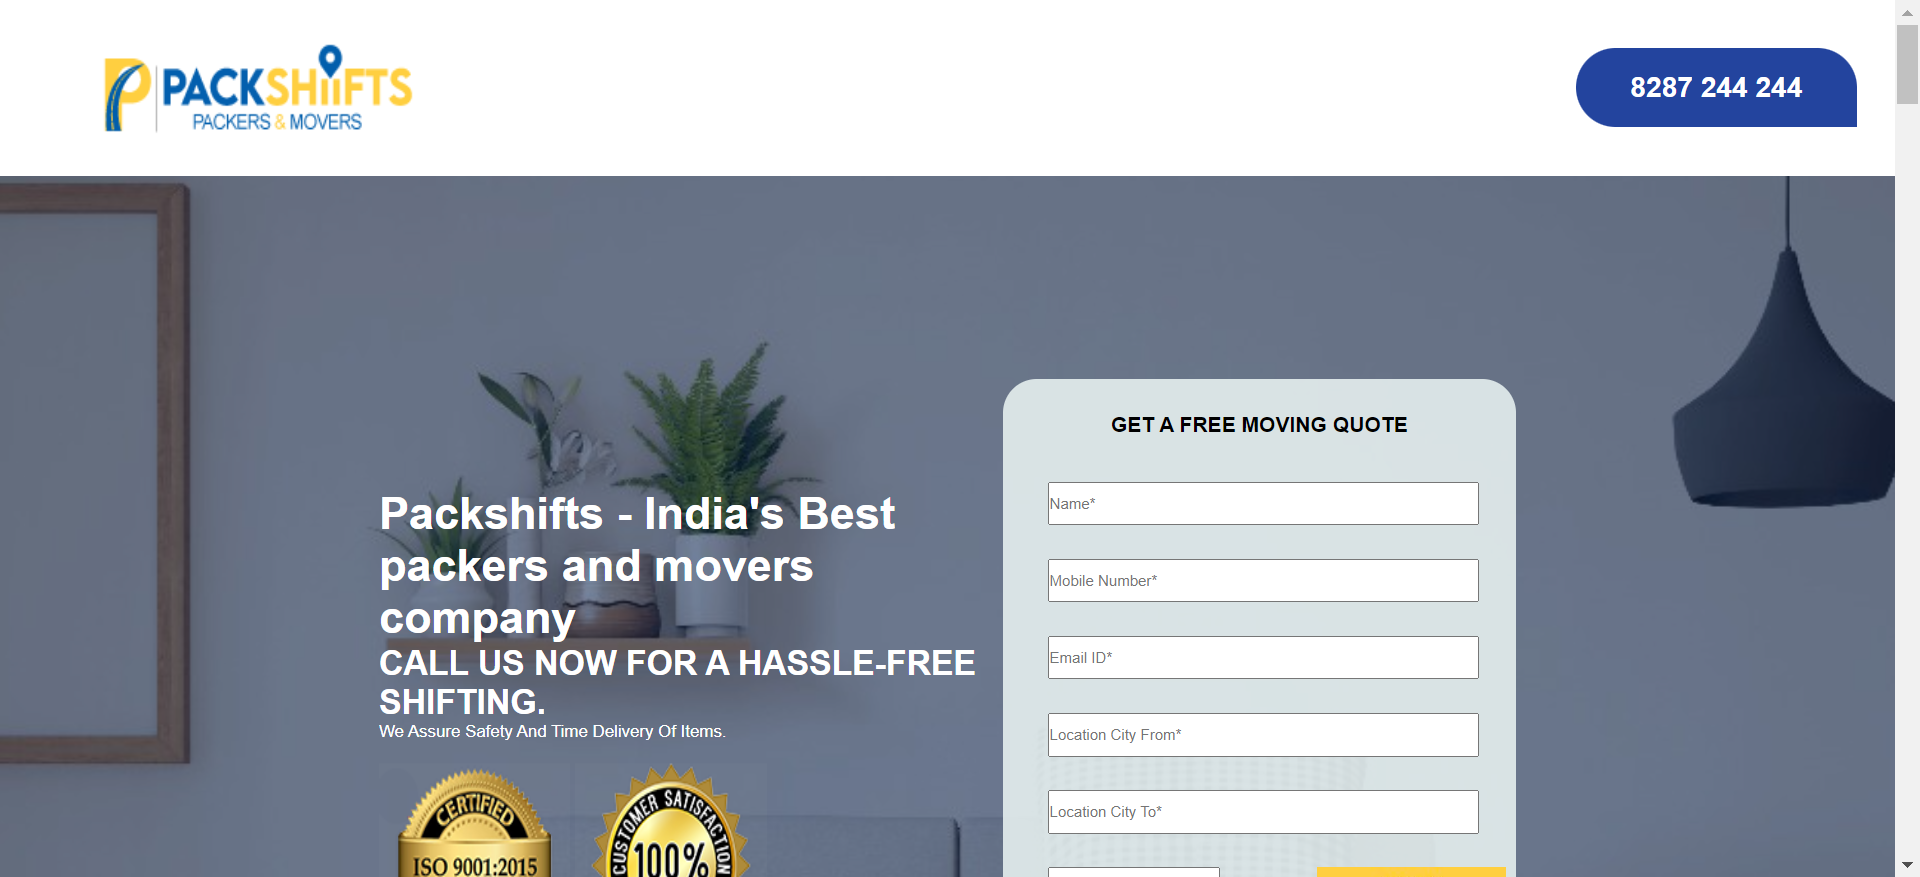 PACKSHIIFTS
PACKERS & MOVERS
8287 244 244
Packshifts - India's Best
packers and movers
company
CALL US NOW FOR A HASSLE-FREE
SHIFTING.
We Assure Safety And Time Delivery Of Items.
CERTIFIED
ISO 9001:2015
CUSTOMER SATISFACTION
100%
GET A FREE MOVING QUOTE
Name*
Mobile Number*
Email ID*
Location City From*
Location City To*